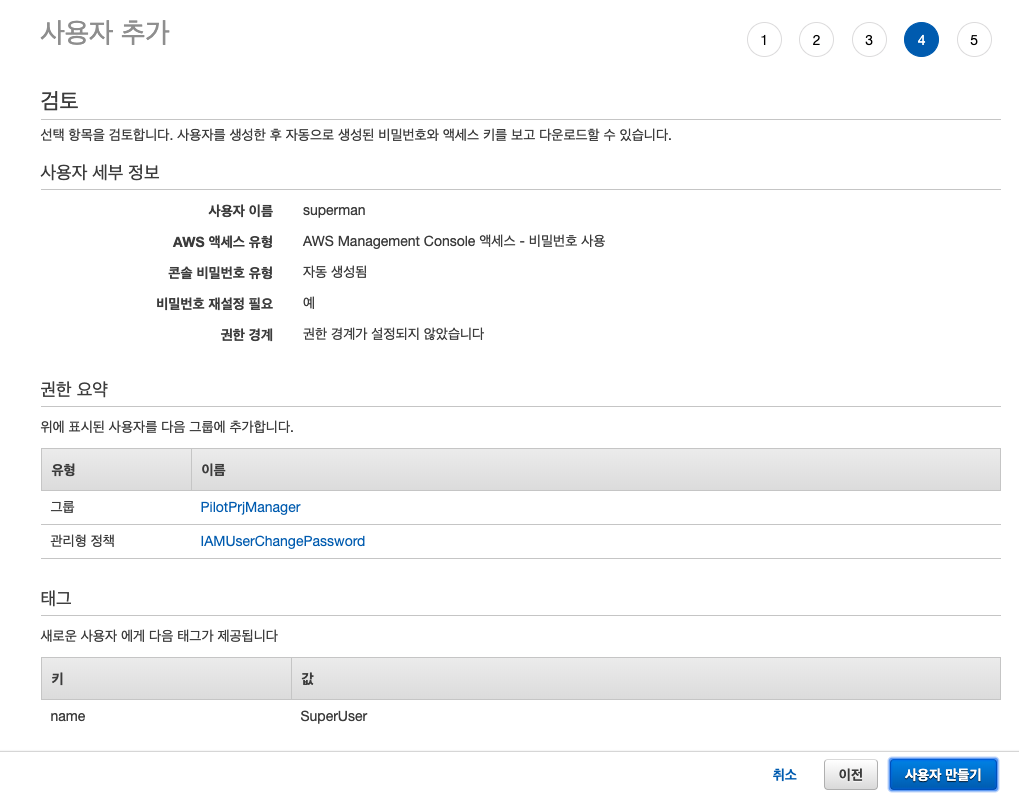 사용자 추가
1 2 3 4 5
검토
선택 항목을 검토합니다. 사용자를 생성한 후 자동으로 생성된 비밀번호와 액세스 키를 보고 다운로드할 수 있습니다.
사용자 세부 정보
사용자 이름 superman
AWS 액세스 유형 AWS Management Console 액세스 - 비밀번호 사용
콘솔 비밀번호 유형 자동 생성됨
비밀번호 재설정 필요 예
권한 경계 권한 경계가 설정되지 않았습니다
권한 요약
위에 표시된 사용자를 다음 그룹에 추가합니다.
유형 이름
그룹 PilotPrjManager
관리형 정책 IAMUserChangePassword
태그
새로운 사용자 에게 다음 태그가 제공됩니다
키 값
name SuperUser
취소 이전 사용자 만들기